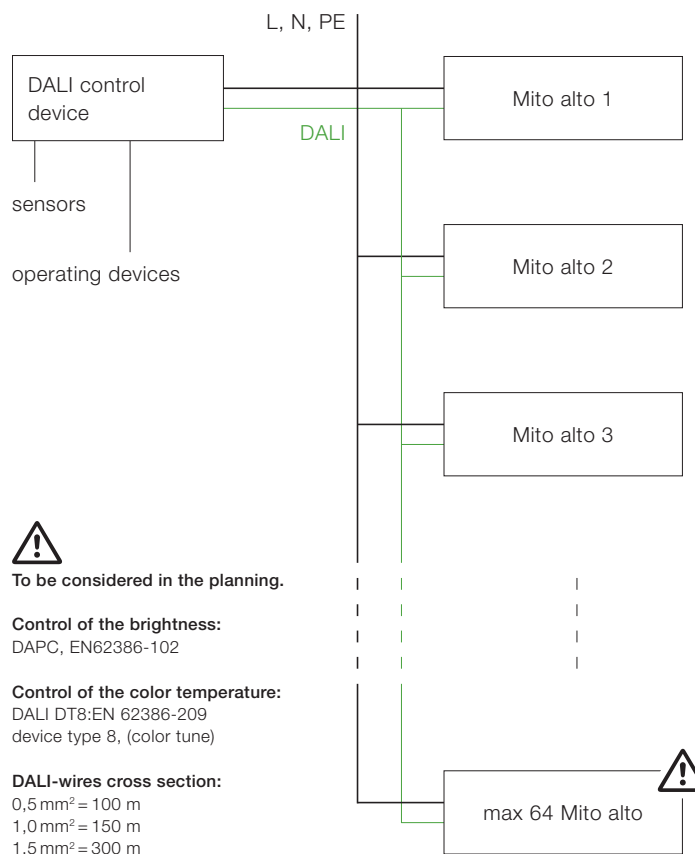 L, N, PE
DALI control
device
Mito alto 1
DALI
sensors
operating devices
Mito alto 2
Mito alto 3
To be considered in the planning.
Control of the brightness:
DAPC, EN62386-102
Control of the color temperature:
DALI DT8:EN 62386-209
device type 8, (color tune)
DALI-wires cross section:
0,5 mm² = 100 m
1,0 mm² = 150 m
1,5 mm² = 300 m
max 64 Mito alto